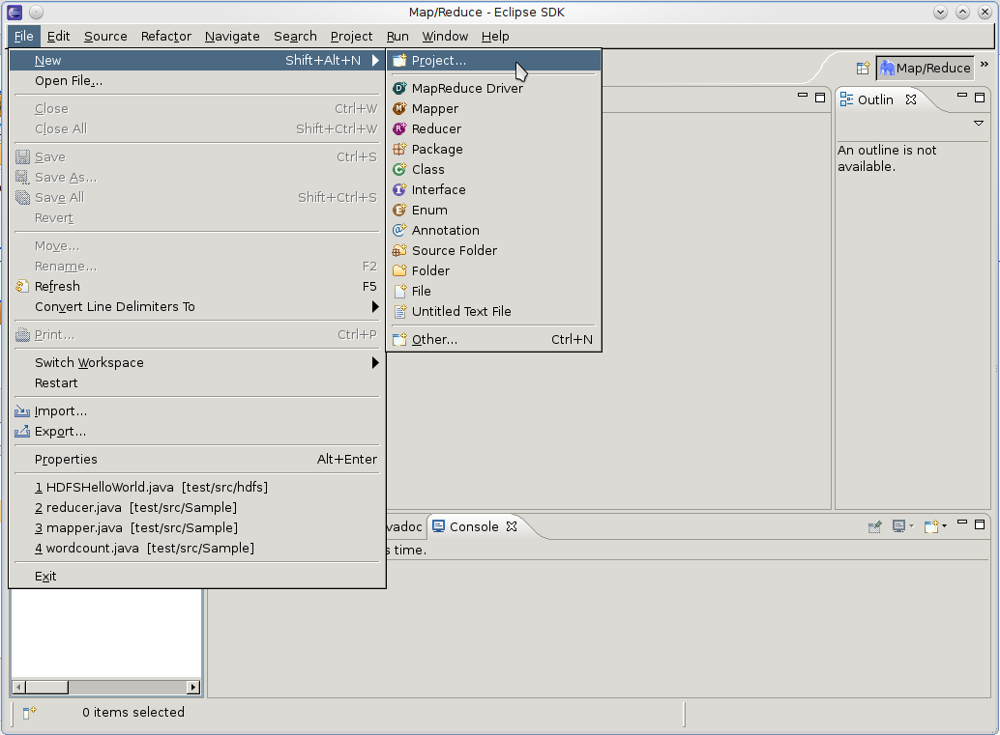 Map/Reduce - Eclipse SDK
File Edit Source Refactor Navigate Search Project Run Window Help
New Shift+Alt+N
Open File...
Close Ctrl+W
Close All Shift+Ctrl+W
Save Ctrl+S
Save As...
Save All Shift+Ctrl+S
Revert
Move...
Rename... F2
Refresh F5
Convert Line Delimiters To
Print... Ctrl+P
Switch Workspace
Restart
Import...
Export...
Properties Alt+Enter
1 HDFSHelloWorld.java [test/src/hdfs]
2 reducer.java [test/src/Sample]
3 mapper.java [test/src/Sample]
4 wordcount.java [test/src/Sample]
Exit
Project...
MapReduce Driver
Mapper
Reducer
Package
Class
Interface
Enum
Annotation
Source Folder
Folder
File
Untitled Text File
Other... Ctrl+N
Map/Reduce »
Outlin
An outline is not
available.
vadoc Console
s time.
0 items selected